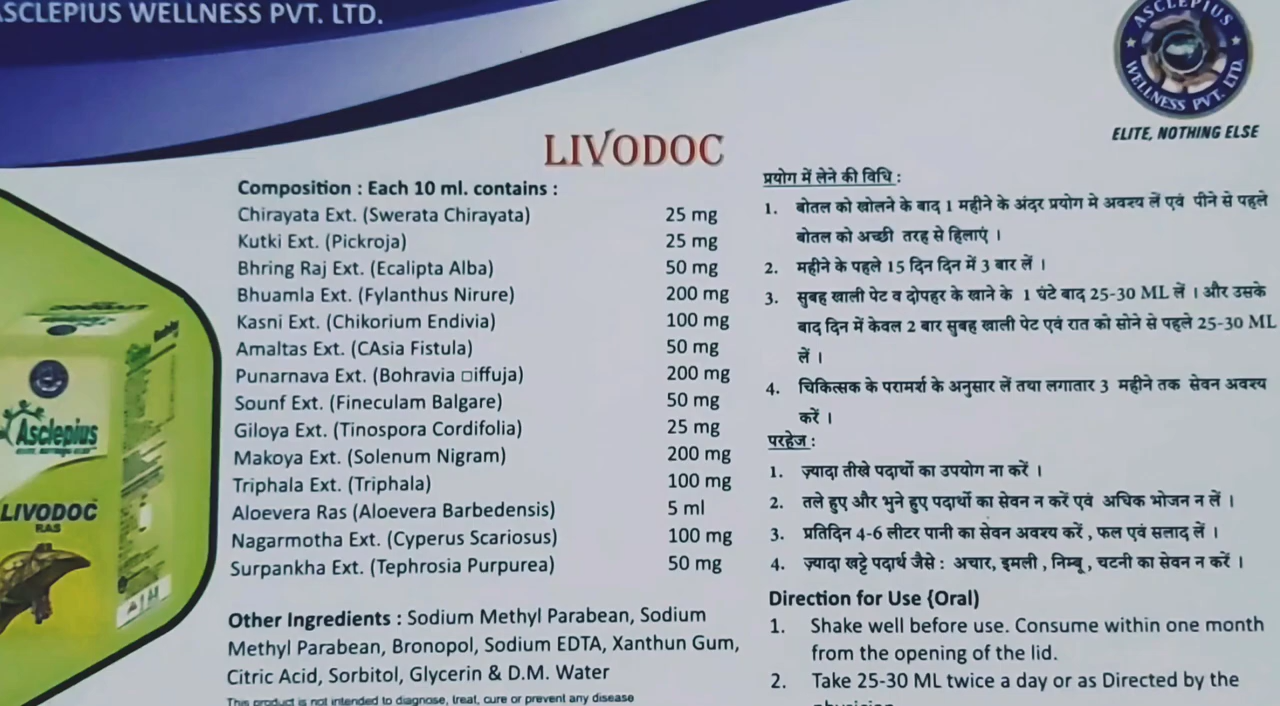 ASCLEPIUS WELLNESS PVT. LTD.
ASCLEPIUS
WELLNESS PVT. LTD.
ELITE, NOTHING ELSE
LIVODOC
Composition : Each 10 ml. contains :
Chirayata Ext. (Swerata Chirayata) 25 mg
Kutki Ext. (Pickroja) 25 mg
Bhring Raj Ext. (Ecalipta Alba) 50 mg
Bhuamla Ext. (Fylanthus Nirure) 200 mg
Kasni Ext. (Chikorium Endivia) 100 mg
Amaltas Ext. (CAsia Fistula) 50 mg
Punarnava Ext. (Bohravia □iffuja) 200 mg
Sounf Ext. (Fineculam Balgare) 50 mg
Giloya Ext. (Tinospora Cordifolia) 25 mg
Makoya Ext. (Solenum Nigram) 200 mg
Triphala Ext. (Triphala) 100 mg
Aloevera Ras (Aloevera Barbedensis) 5 ml
Nagarmotha Ext. (Cyperus Scariosus) 100 mg
Surpankha Ext. (Tephrosia Purpurea) 50 mg
Other Ingredients : Sodium Methyl Parabean, Sodium
Methyl Parabean, Bronopol, Sodium EDTA, Xanthun Gum,
Citric Acid, Sorbitol, Glycerin & D.M. Water
This product is not intended to diagnose, treat, cure or prevent any disease
प्रयोग में लेने की विधि :
1. बोतल को खोलने के बाद 1 महीने के अंदर प्रयोग मे अवश्य लें एवं पीने से पहले
बोतल को अच्छी तरह से हिलाएं ।
2. महीने के पहले 15 दिन दिन में 3 बार लें ।
3. सुबह खाली पेट व दोपहर के खाने के 1 घंटे बाद 25-30 ML लें । और उसके
बाद दिन में केवल 2 बार सुबह खाली पेट एवं रात को सोने से पहले 25-30 ML
लें ।
4. चिकित्सक के परामर्श के अनुसार लें तथा लगातार 3 महीने तक सेवन अवश्य
करें ।
परहेज :
1. ज़्यादा तीखे पदार्थो का उपयोग ना करें ।
2. तले हुए और भुने हुए पदार्थो का सेवन न करें एवं अधिक भोजन न लें ।
3. प्रतिदिन 4-6 लीटर पानी का सेवन अवश्य करें , फल एवं सलाद लें ।
4. ज़्यादा खट्टे पदार्थ जैसे : अचार, इमली , निम्बू , चटनी का सेवन न करें ।
Direction for Use {Oral)
1. Shake well before use. Consume within one month
from the opening of the lid.
2. Take 25-30 ML twice a day or as Directed by the
physician
Asclepius
ELITE, NOTHING ELSE
LIVODOC
RAS